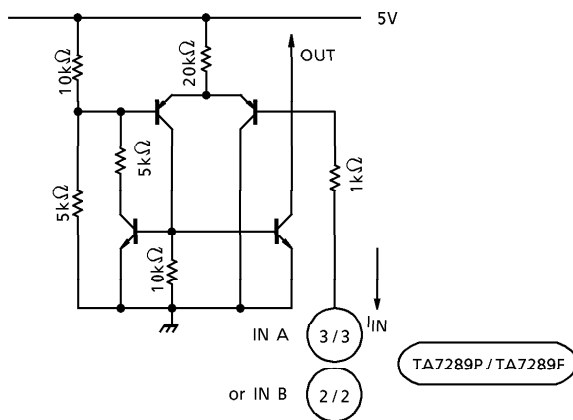 5V
OUT
10kΩ
20kΩ
5kΩ
5kΩ
1kΩ
10kΩ
IN A
3 / 3
IIN
TA7289P / TA7289F
or IN B
2 / 2